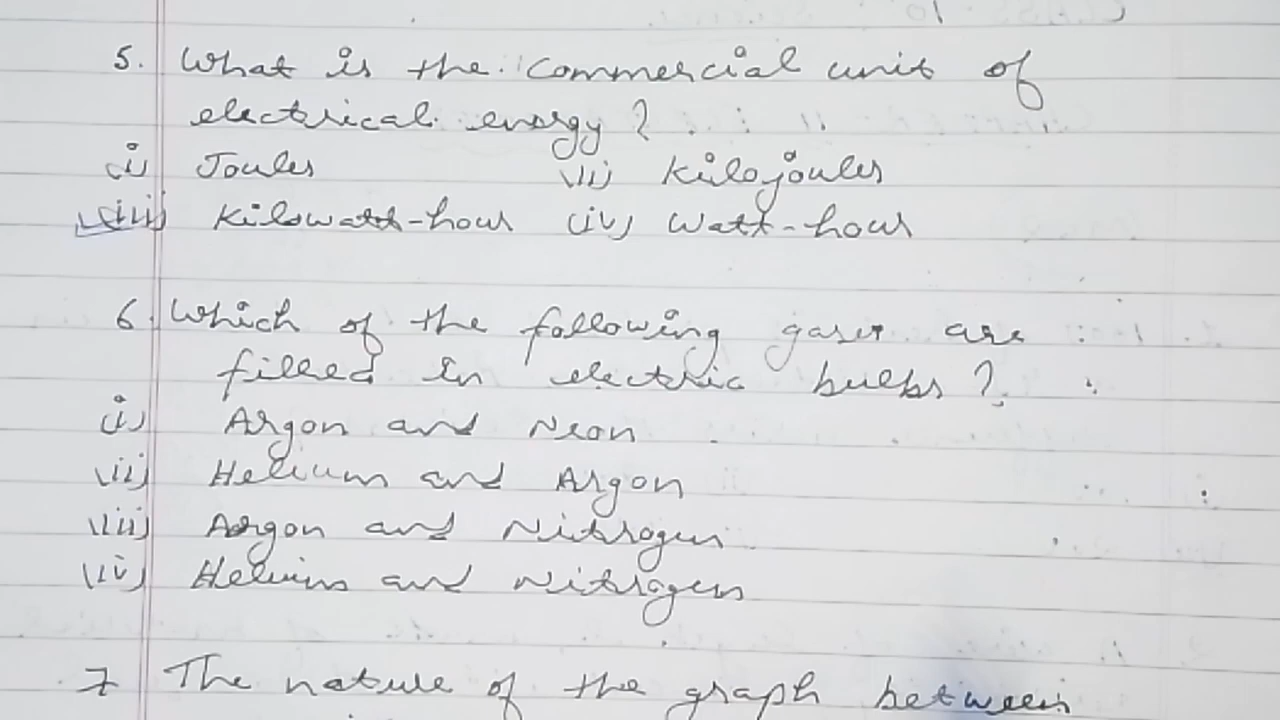 5. What is the commercial unit of
electrical energy?
i) Joules ii) Kilojoules
iii) Kilowatt-hour (iv) Watt-hour
6. Which of the following gases are
filled in electric bulbs?
i) Argon and Neon
ii) Helium and Argon
iii) Argon and Nitrogen
iv) Helium and Nitrogen
7 The nature of the graph between